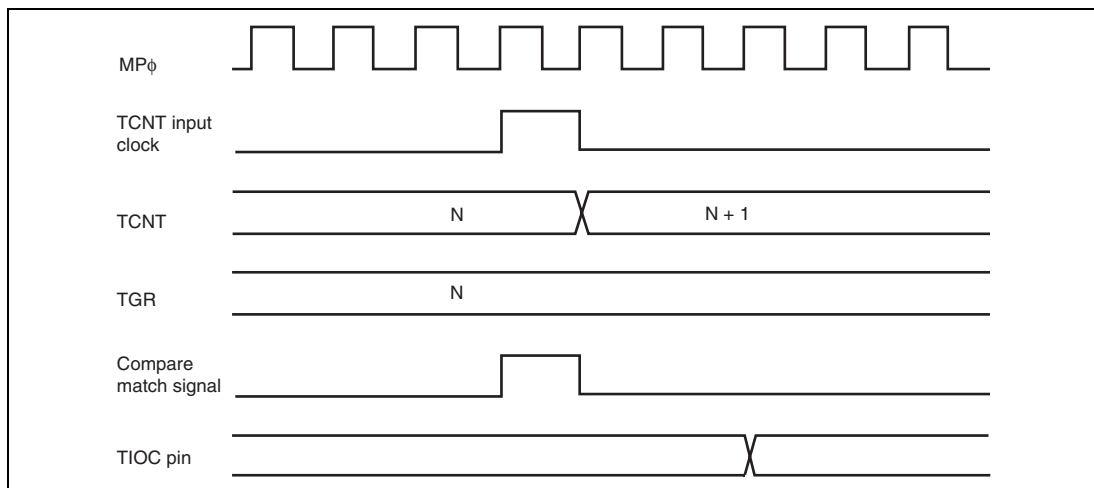 MPϕ
TCNT input
clock
TCNT
N
N + 1
TGR
N
Compare
match signal
TIOC pin